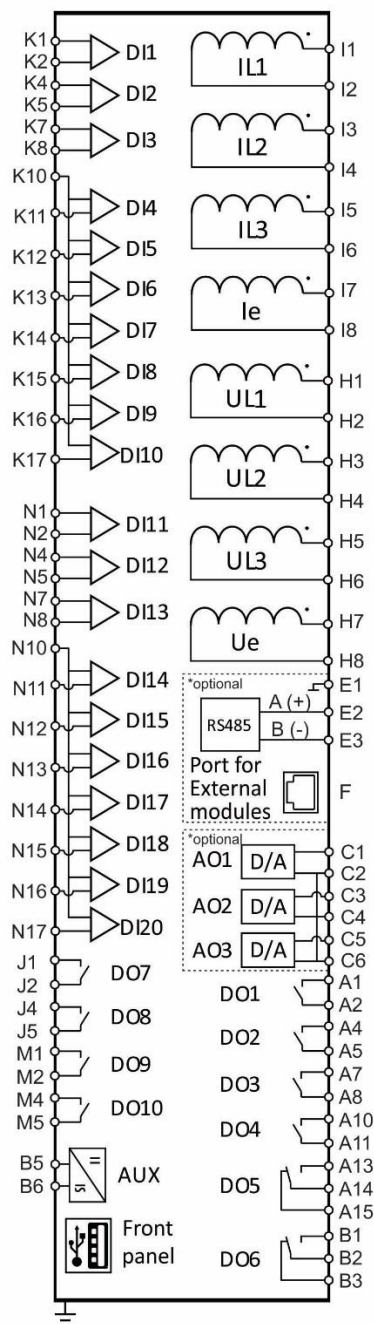 K1
K2
DI1
K4
K5
DI2
K7
K8
DI3
K10
K11
DI4
K12
DI5
K13
DI6
K14
DI7
K15
DI8
K16
DI9
K17
DI10
N1
N2
DI11
N4
N5
DI12
N7
N8
DI13
N10
N11
DI14
N12
DI15
N13
DI16
N14
DI17
N15
DI18
N16
DI19
N17
DI20
J1
J2
DO7
J4
J5
DO8
M1
M2
DO9
M4
M5
DO10
B5
B6
AUX
Front
panel
IL1
I1
I2
IL2
I3
I4
IL3
I5
I6
Ie
I7
I8
UL1
H1
H2
UL2
H3
H4
UL3
H5
H6
Ue
H7
H8
*optional
E1
A (+)
E2
RS485
B (-)
E3
Port for
External
modules
F
*optional
AO1
D/A
C1
C2
AO2
D/A
C3
C4
AO3
D/A
C5
C6
DO1
A1
A2
DO2
A4
A5
DO3
A7
A8
DO4
A10
A11
DO5
A13
A14
A15
DO6
B1
B2
B3